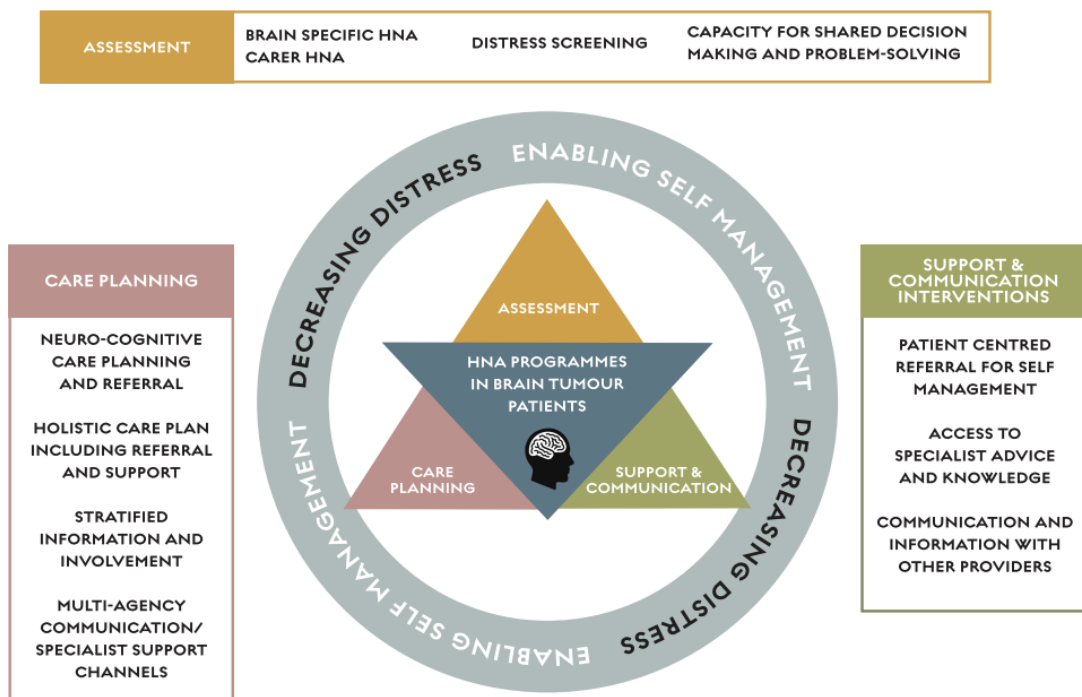 ASSESSMENT
BRAIN SPECIFIC HNA
CARER HNA
DISTRESS SCREENING
CAPACITY FOR SHARED DECISION
MAKING AND PROBLEM-SOLVING
DECREASING DISTRESS
ENABLING SELF MANAGEMENT
DECREASING DISTRESS
ENABLING SELF MANAGEMENT
ASSESSMENT
HNA PROGRAMMES
IN BRAIN TUMOUR
PATIENTS
CARE
PLANNING
SUPPORT &
COMMUNICATION
CARE PLANNING
NEURO-COGNITIVE
CARE PLANNING
AND REFERRAL
HOLISTIC CARE PLAN
INCLUDING REFERRAL
AND SUPPORT
STRATIFIED
INFORMATION AND
INVOLVEMENT
MULTI-AGENCY
COMMUNICATION/
SPECIALIST SUPPORT
CHANNELS
SUPPORT &
COMMUNICATION
INTERVENTIONS
PATIENT CENTRED
REFERRAL FOR SELF
MANAGEMENT
ACCESS TO
SPECIALIST ADVICE
AND KNOWLEDGE
COMMUNICATION AND
INFORMATION WITH
OTHER PROVIDERS